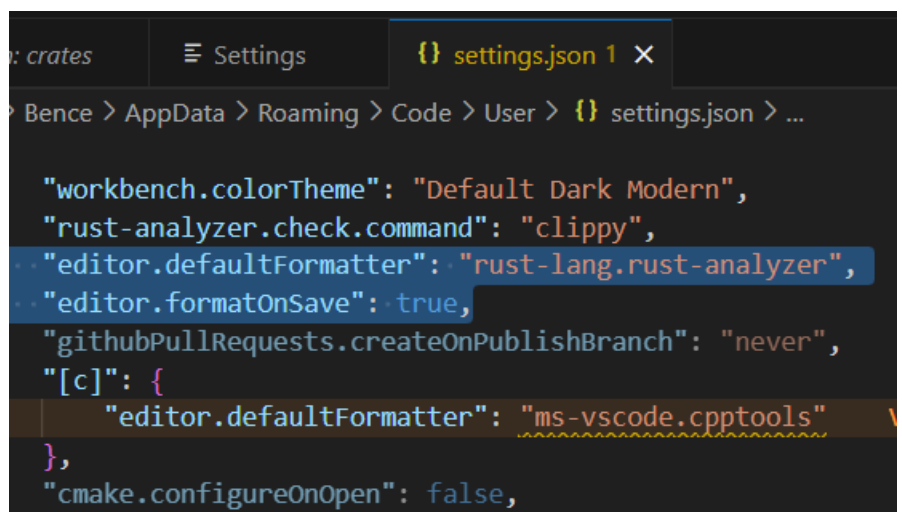 : crates
Settings
{} settings.json 1 ×
> Bence > AppData > Roaming > Code > User > {} settings.json > ...
"workbench.colorTheme": "Default Dark Modern",
"rust-analyzer.check.command": "clippy",
"editor.defaultFormatter": "rust-lang.rust-analyzer",
"editor.formatOnSave": true,
"githubPullRequests.createOnPublishBranch": "never",
"[c]": {
"editor.defaultFormatter": "ms-vscode.cpptools"
},
"cmake.configureOnOpen": false,